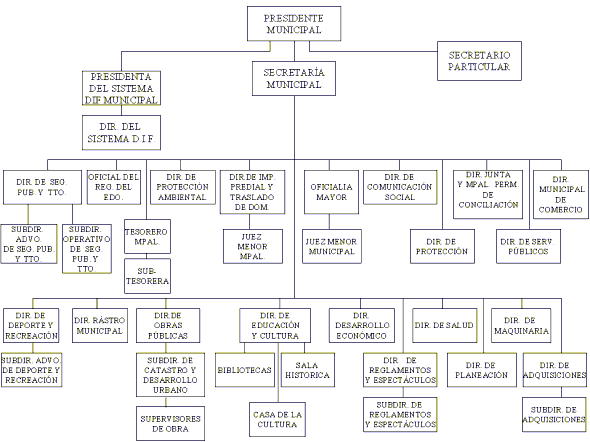 PRESIDENTE
MUNICIPAL
SECRETARIO
PARTICULAR
SECRETARÍA
MUNICIPAL
PRESIDENTA
DEL SISTEMA
DIF MUNICIPAL
DIR. DEL
SISTEMA D.I.F.
DIR. DE SEG.
PUB. Y TTO.
OFICIAL DEL
REG. DEL
EDO.
DIR. DE
PROTECCIÓN
AMBIENTAL
DIR. DE IMP.
PREDIAL Y
TRASLADO
DE DOM.
OFICIALIA
MAYOR
DIR. DE
COMUNICACIÓN
SOCIAL
DIR. JUNTA
Y MPAL. PERM.
DE
CONCILIACIÓN
DIR.
MUNICIPAL
DE
COMERCIO
SUBDIR.
ADVO.
DE SEG. PUB.
Y TTO.
SUBDIR.
OPERATIVO
DE SEG.
PUB. Y
TTO
TESORERO
MPAL.
JUEZ
MENOR
MPAL.
JUEZ MENOR
MUNICIPAL
DIR. DE
PROTECCIÓN
DIR. DE SERV.
PÚBLICOS
SUB-
TESORERA
DIR. DE
DEPORTE Y
RECREACIÓN
DIR. RÁSTRO
MUNICIPAL
DIR. DE
OBRAS
PÚBLICAS
DIR. DE
EDUCACIÓN
Y CULTURA
DIR.
DESARROLLO
ECONÓMICO
DIR. DE SALUD
DIR. DE
MAQUINARIA
SUBDIR. ADVO.
DE DEPORTE Y
RECREACIÓN
SUBDIR. DE
CATASTRO Y
DESARROLLO
URBANO
BIBLIOTECAS
SALA
HISTORICA
DIR. DE
REGLAMENTOS
Y ESPECTÁCULOS
DIR. DE
PLANEACIÓN
DIR. DE
ADQUISICIONES
SUPERVISORES
DE OBRA
CASA DE LA
CULTURA
SUBDIR. DE
REGLAMENTOS
Y ESPECTÁCULOS
SUBDIR. DE
ADQUISICIONES